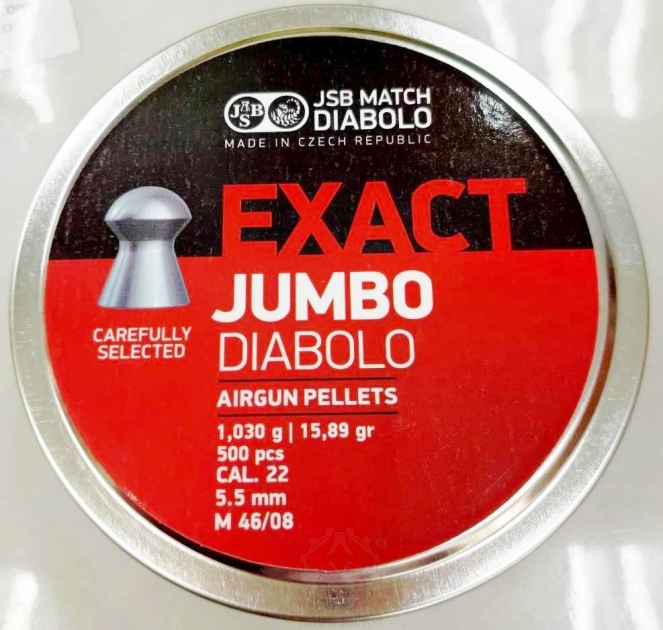 JSB
JSB MATCH
DIABOLO
MADE IN CZECH REPUBLIC
EXACT
JUMBO
DIABOLO
CAREFULLY
SELECTED
AIRGUN PELLETS
1,030 g | 15,89 gr
500 pcs
CAL. 22
5.5 mm
M 46/08
®